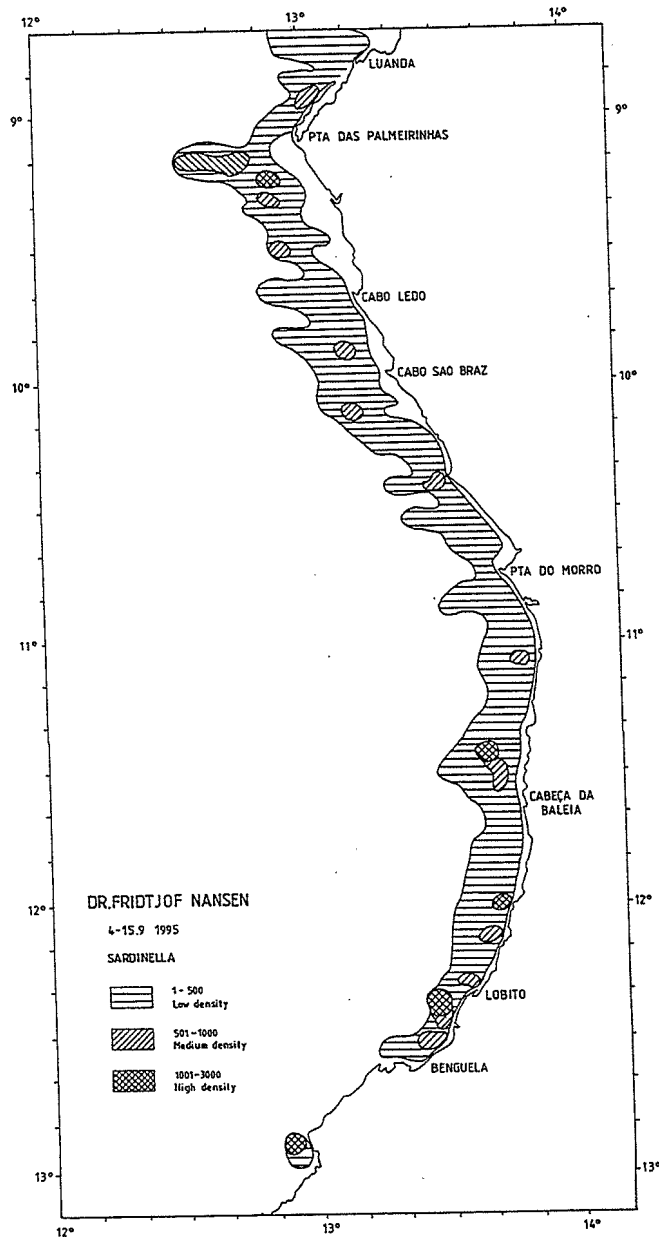 12°
13°
14°
LUANDA
9°
9°
PTA DAS PALMEIRINHAS
CABO LEDO
CABO SAO BRAZ
10°
10°
PTA DO MORRO
11°
11°
CABEÇA DA
BALEIA
DR.FRIDTJOF NANSEN
12°
12°
4-15.9 1995
SARDINELLA
1-500
Low density
LOBITO
501-1000
Medium density
BENGUELA
1001-3000
High density
13°
13°
12°
13°
14°